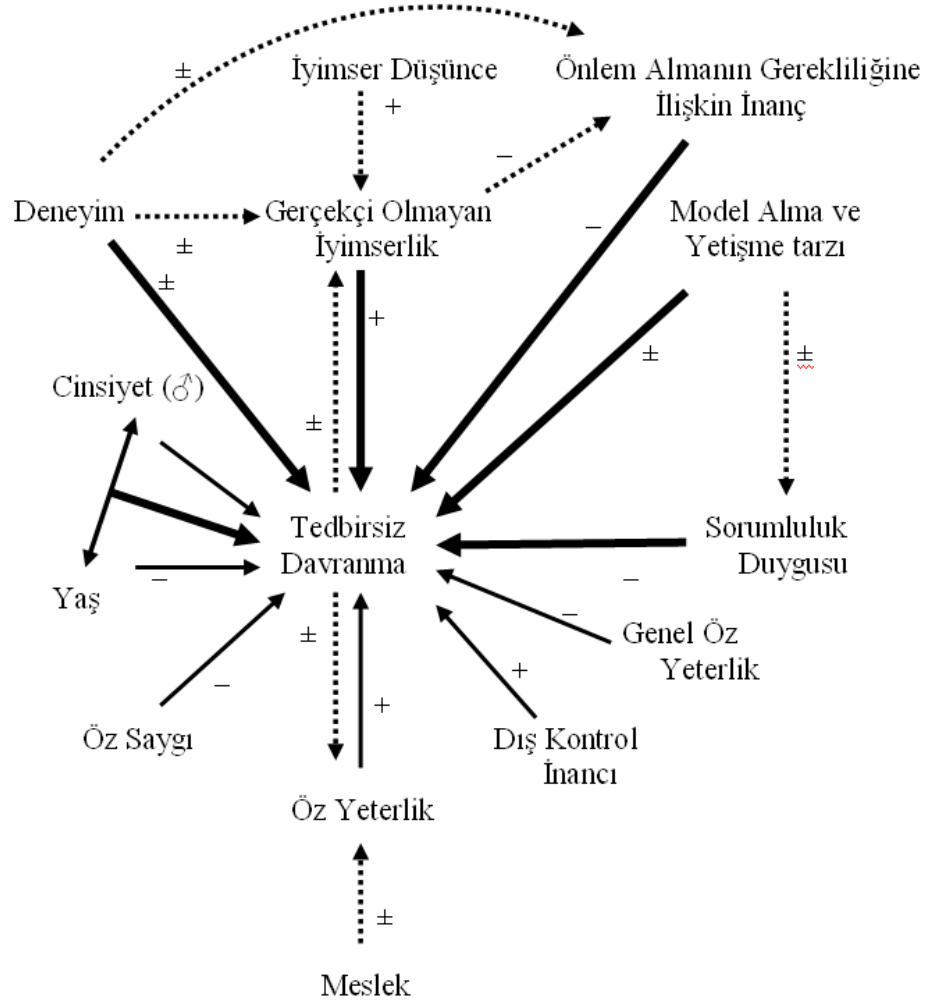 ±
İyimser Düşünce
Önlem Almanın Gerekliliğine
İlişkin İnanç
+
–
Deneyim
Gerçekçi Olmayan
İyimserlik
Model Alma ve
Yetişme tarzı
±
±
–
+
±
±
Cinsiyet (♂)
±
Tedbirsiz
Davranma
Sorumluluk
Duygusu
–
Yaş
–
–
Genel Öz
Yeterlik
±
–
+
+
Öz Saygı
Dış Kontrol
İnancı
Öz Yeterlik
±
Meslek